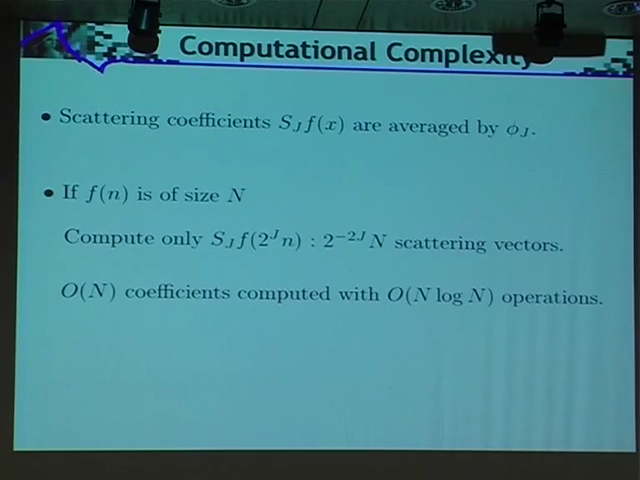 Computational Complexity
• Scattering coefficients S_J f(x) are averaged by ϕ_J.
• If f(n) is of size N
Compute only S_J f(2^J n) : 2^{-2J} N scattering vectors.
O(N) coefficients computed with O(N log N) operations.